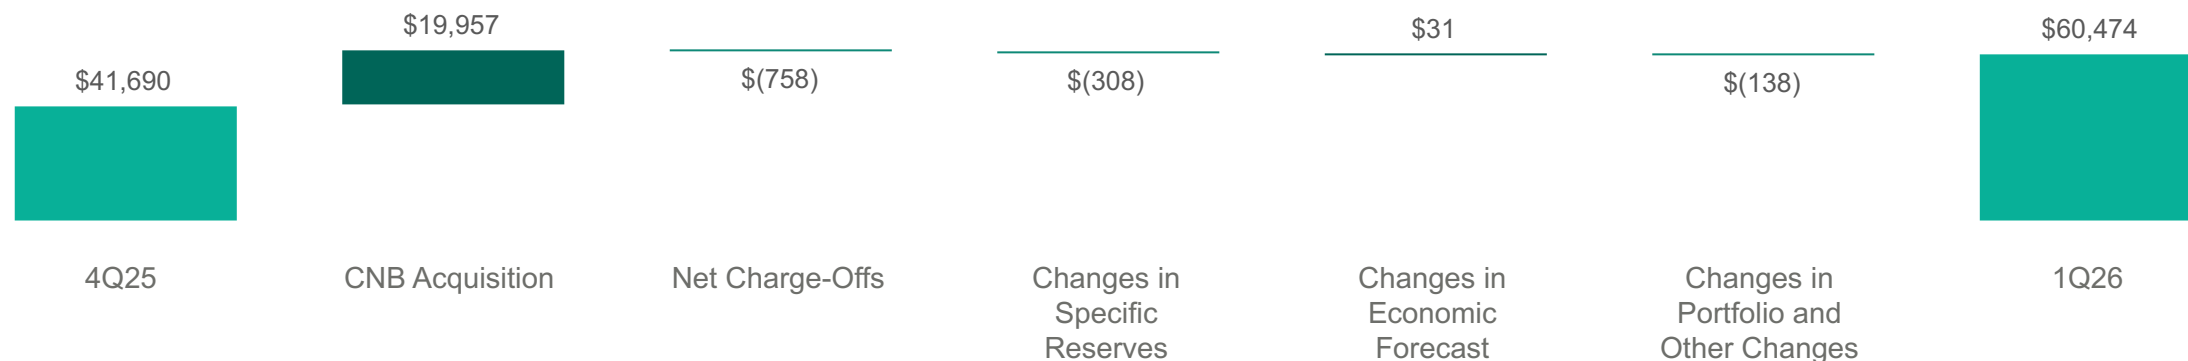 $41,690
$19,957
$(758)
$(308)
$31
$(138)
$60,474
4Q25
CNB Acquisition
Net Charge-Offs
Changes in
Specific
Reserves
Changes in
Economic
Forecast
Changes in
Portfolio and
Other Changes
1Q26